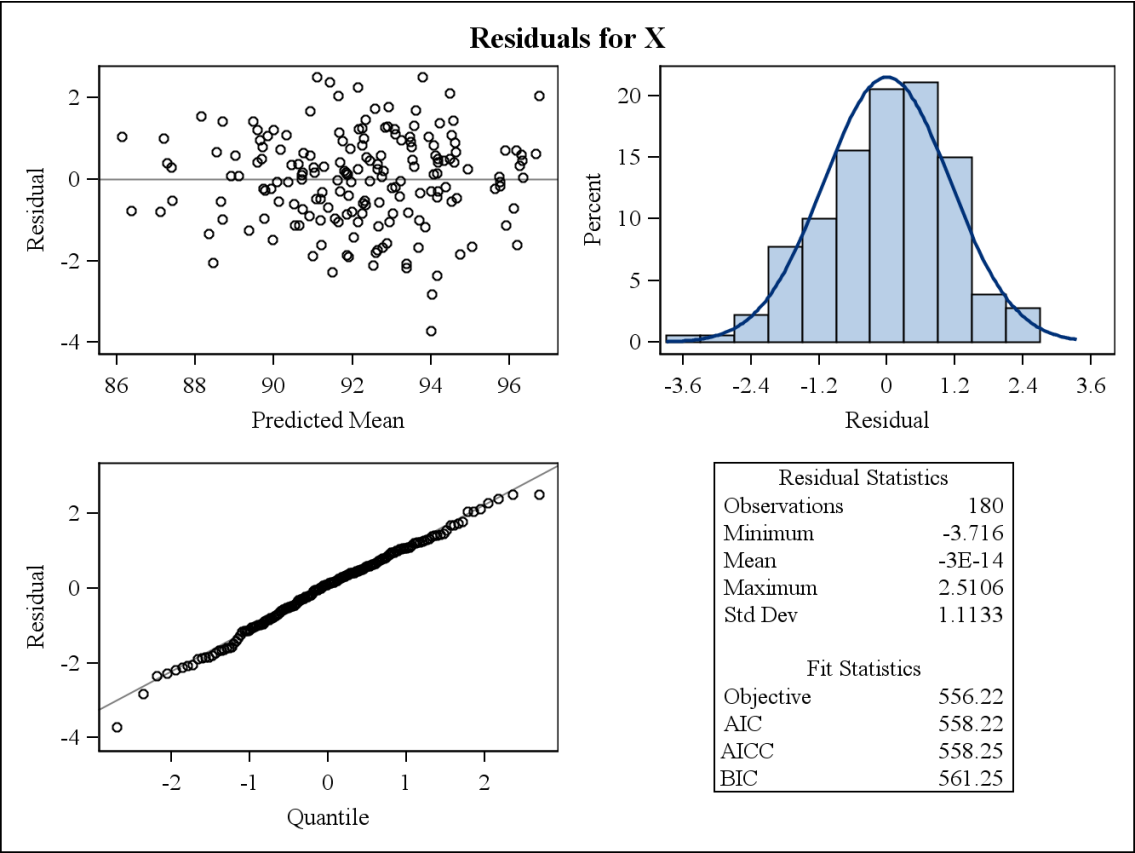 Residuals for X
2
0
-2
-4
Residual
86 88 90 92 94 96
Predicted Mean
20
15
10
5
0
Percent
-3.6 -2.4 -1.2 0 1.2 2.4 3.6
Residual
2
0
-2
-4
Residual
-2 -1 0 1 2
Quantile
Residual Statistics
Observations 180
Minimum -3.716
Mean -3E-14
Maximum 2.5106
Std Dev 1.1133
Fit Statistics
Objective 556.22
AIC 558.22
AICC 558.25
BIC 561.25